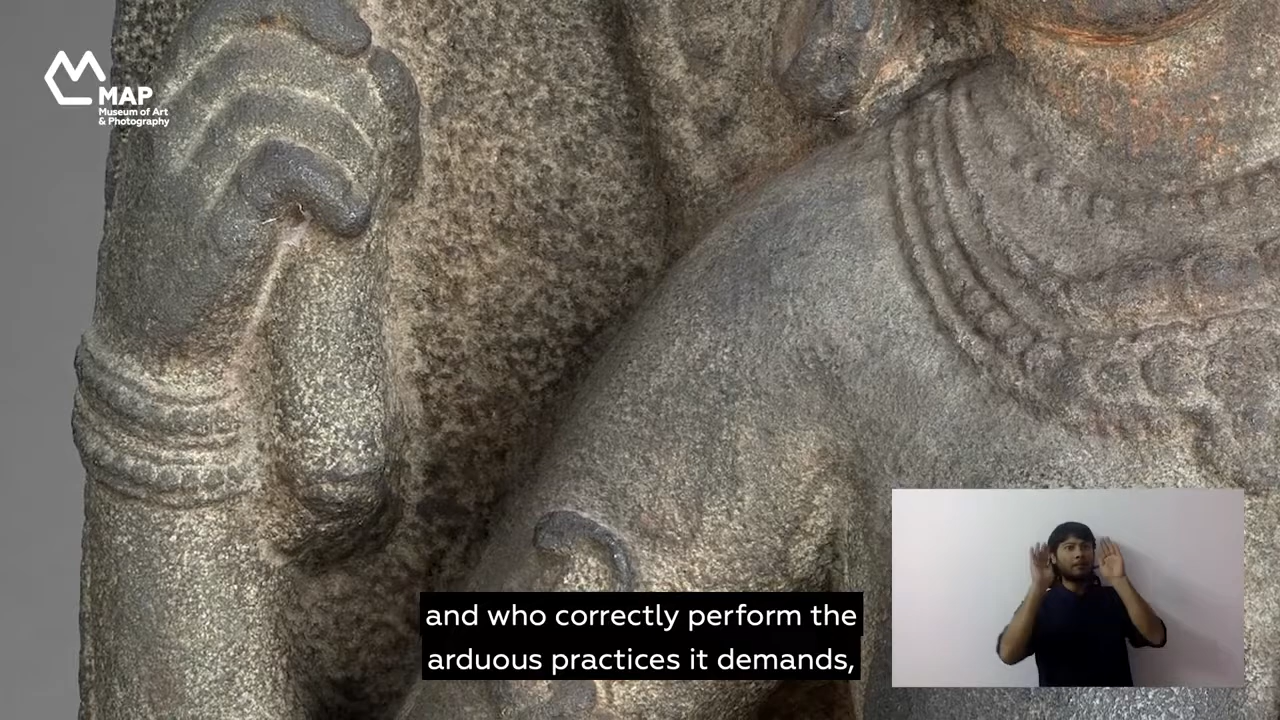 MAP
Museum of Art
& Photography
and who correctly perform the
arduous practices it demands,